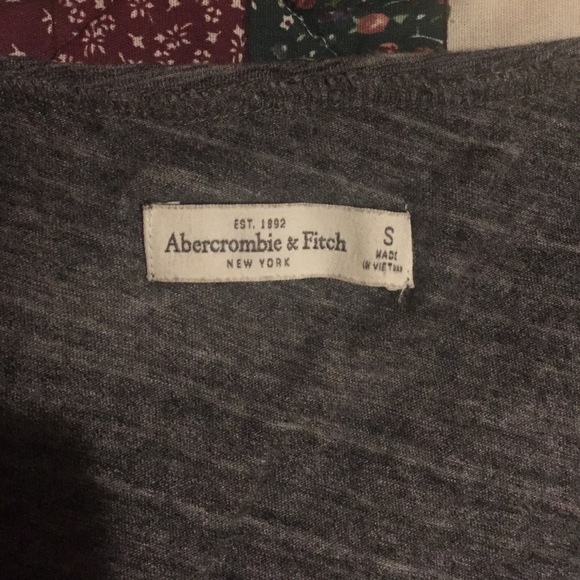 EST. 1892
Abercrombie & Fitch
NEW YORK
S
MADE
IN VIETNAM